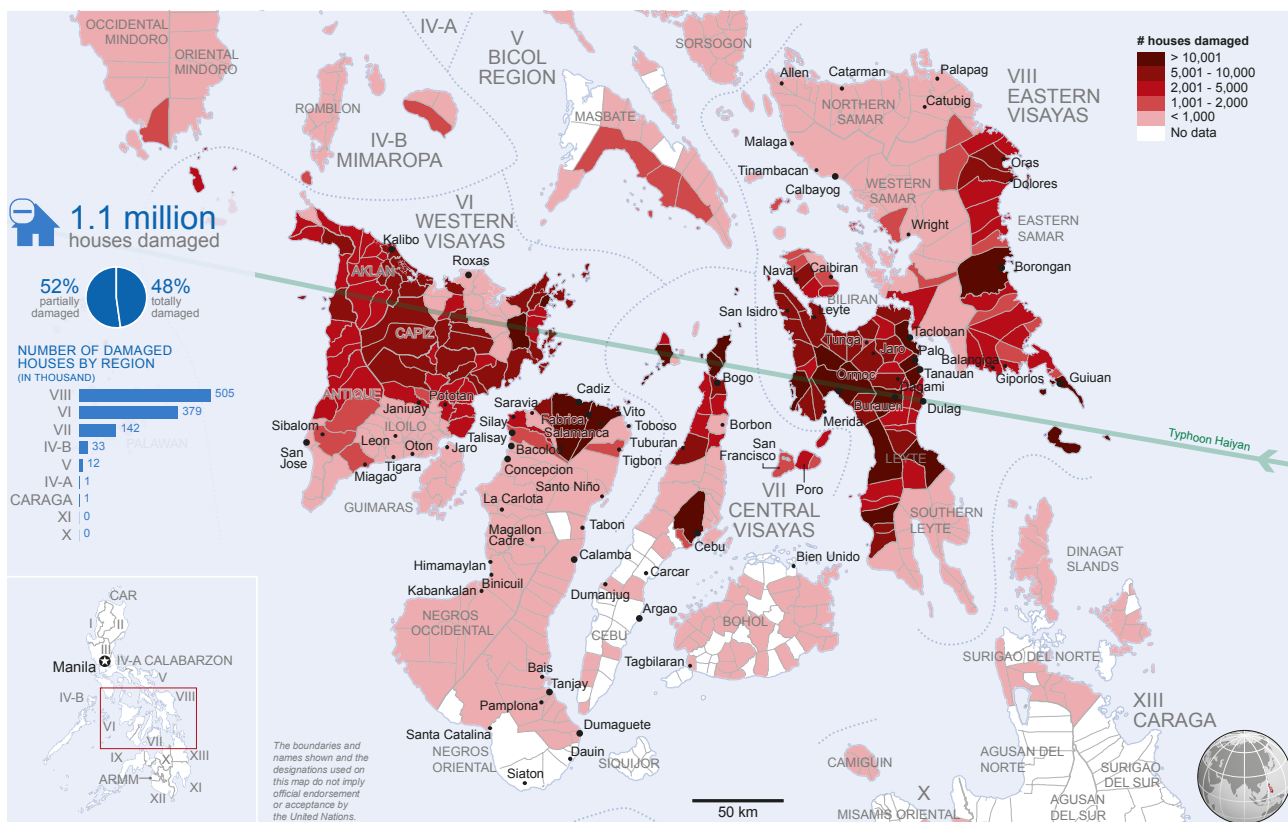 OCCIDENTAL
MINDORO
ORIENTAL
MINDORO
IV-A
V
BICOL
REGION
SORSOGON
# houses damaged
> 10,001
5,001 - 10,000
2,001 - 5,000
1,001 - 2,000
< 1,000
No data
VIII
EASTERN
VISAYAS
Allen
Catarman
Palapag
NORTHERN
SAMAR
Catubig
ROMBLON
IV-B
MIMAROPA
MASBATE
Malaga
Tinambacan
Calbayog
Oras
Dolores
WESTERN
SAMAR
Wright
EASTERN
SAMAR
Borongan
1.1 million
houses damaged
52%
partially
damaged
48%
totally
damaged
NUMBER OF DAMAGED
HOUSES BY REGION
(IN THOUSAND)
VIII 505
VI 379
VII 142
IV-B 33
V 12
IV-A 1
CARAGA 1
XI 0
X 0
PALAWAN
VI
WESTERN
VISAYAS
Kalibo
Roxas
AKLAN
CAPIZ
ANTIQUE
Pototan
Janiuay
ILOILO
Sibalom
Leon
Oton
San
Jose
Tigara
Jaro
Miagao
GUIMARAS
Saravia
Cadiz
Silay
Fabrica
Salamanca
Vito
Toboso
Talisay
Bacolo
Tuburan
Concepcion
Tigbon
Santo Niño
La Carlota
Magallon
Cadre
Tabon
Himamaylan
Calamba
Binicuil
Kabankalan
NEGROS
OCCIDENTAL
Bais
Tanjay
Pamplona
Santa Catalina
Dumaguete
NEGROS
ORIENTAL
Dauin
Siaton
SIQUIJOR
Bogo
Borbon
San
Francisco
Poro
VII
CENTRAL
VISAYAS
Cebu
Carcar
Dumanjug
Argao
CEBU
Bien Unido
BOHOL
Tagbilaran
Naval
Caibiran
BILIRAN
San Isidro
Leyte
Tunga
Jaro
Tacloban
Palo
Tanauan
Ormoc
Burauen
Dulag
Merida
Balangiga
Giporlos
Guiuan
LEYTE
SOUTHERN
LEYTE
Typhoon Haiyan
DINAGAT
SLANDS
SURIGAO DEL NORTE
XIII
CARAGA
AGUSAN DEL
NORTE
SURIGAO
DEL SUR
AGUSAN
DEL SUR
CAMIGUIN
X
MISAMIS ORIENTAL
50 km
CAR
I
II
III
Manila
IV-A CALABARZON
V
IV-B
VIII
VI
VII
IX
X
XIII
ARMM
XI
XII
The boundaries and
names shown and the
designations used on
this map do not imply
official endorsement
or acceptance by
the United Nations.